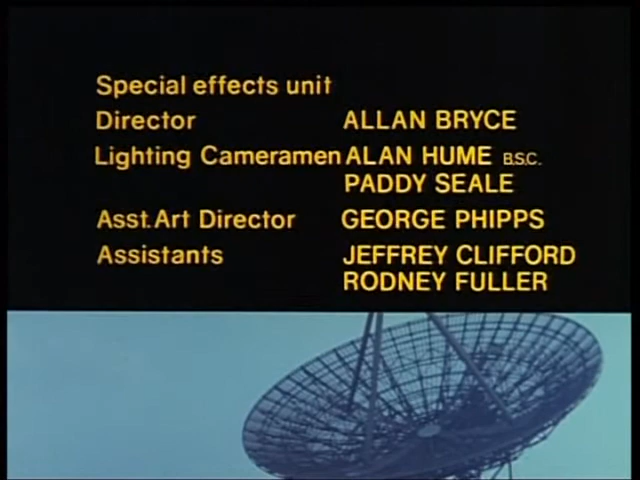 Special effects unit
Director ALLAN BRYCE
Lighting Cameramen ALAN HUME B.S.C.
PADDY SEALE
Asst. Art Director GEORGE PHIPPS
Assistants JEFFREY CLIFFORD
RODNEY FULLER